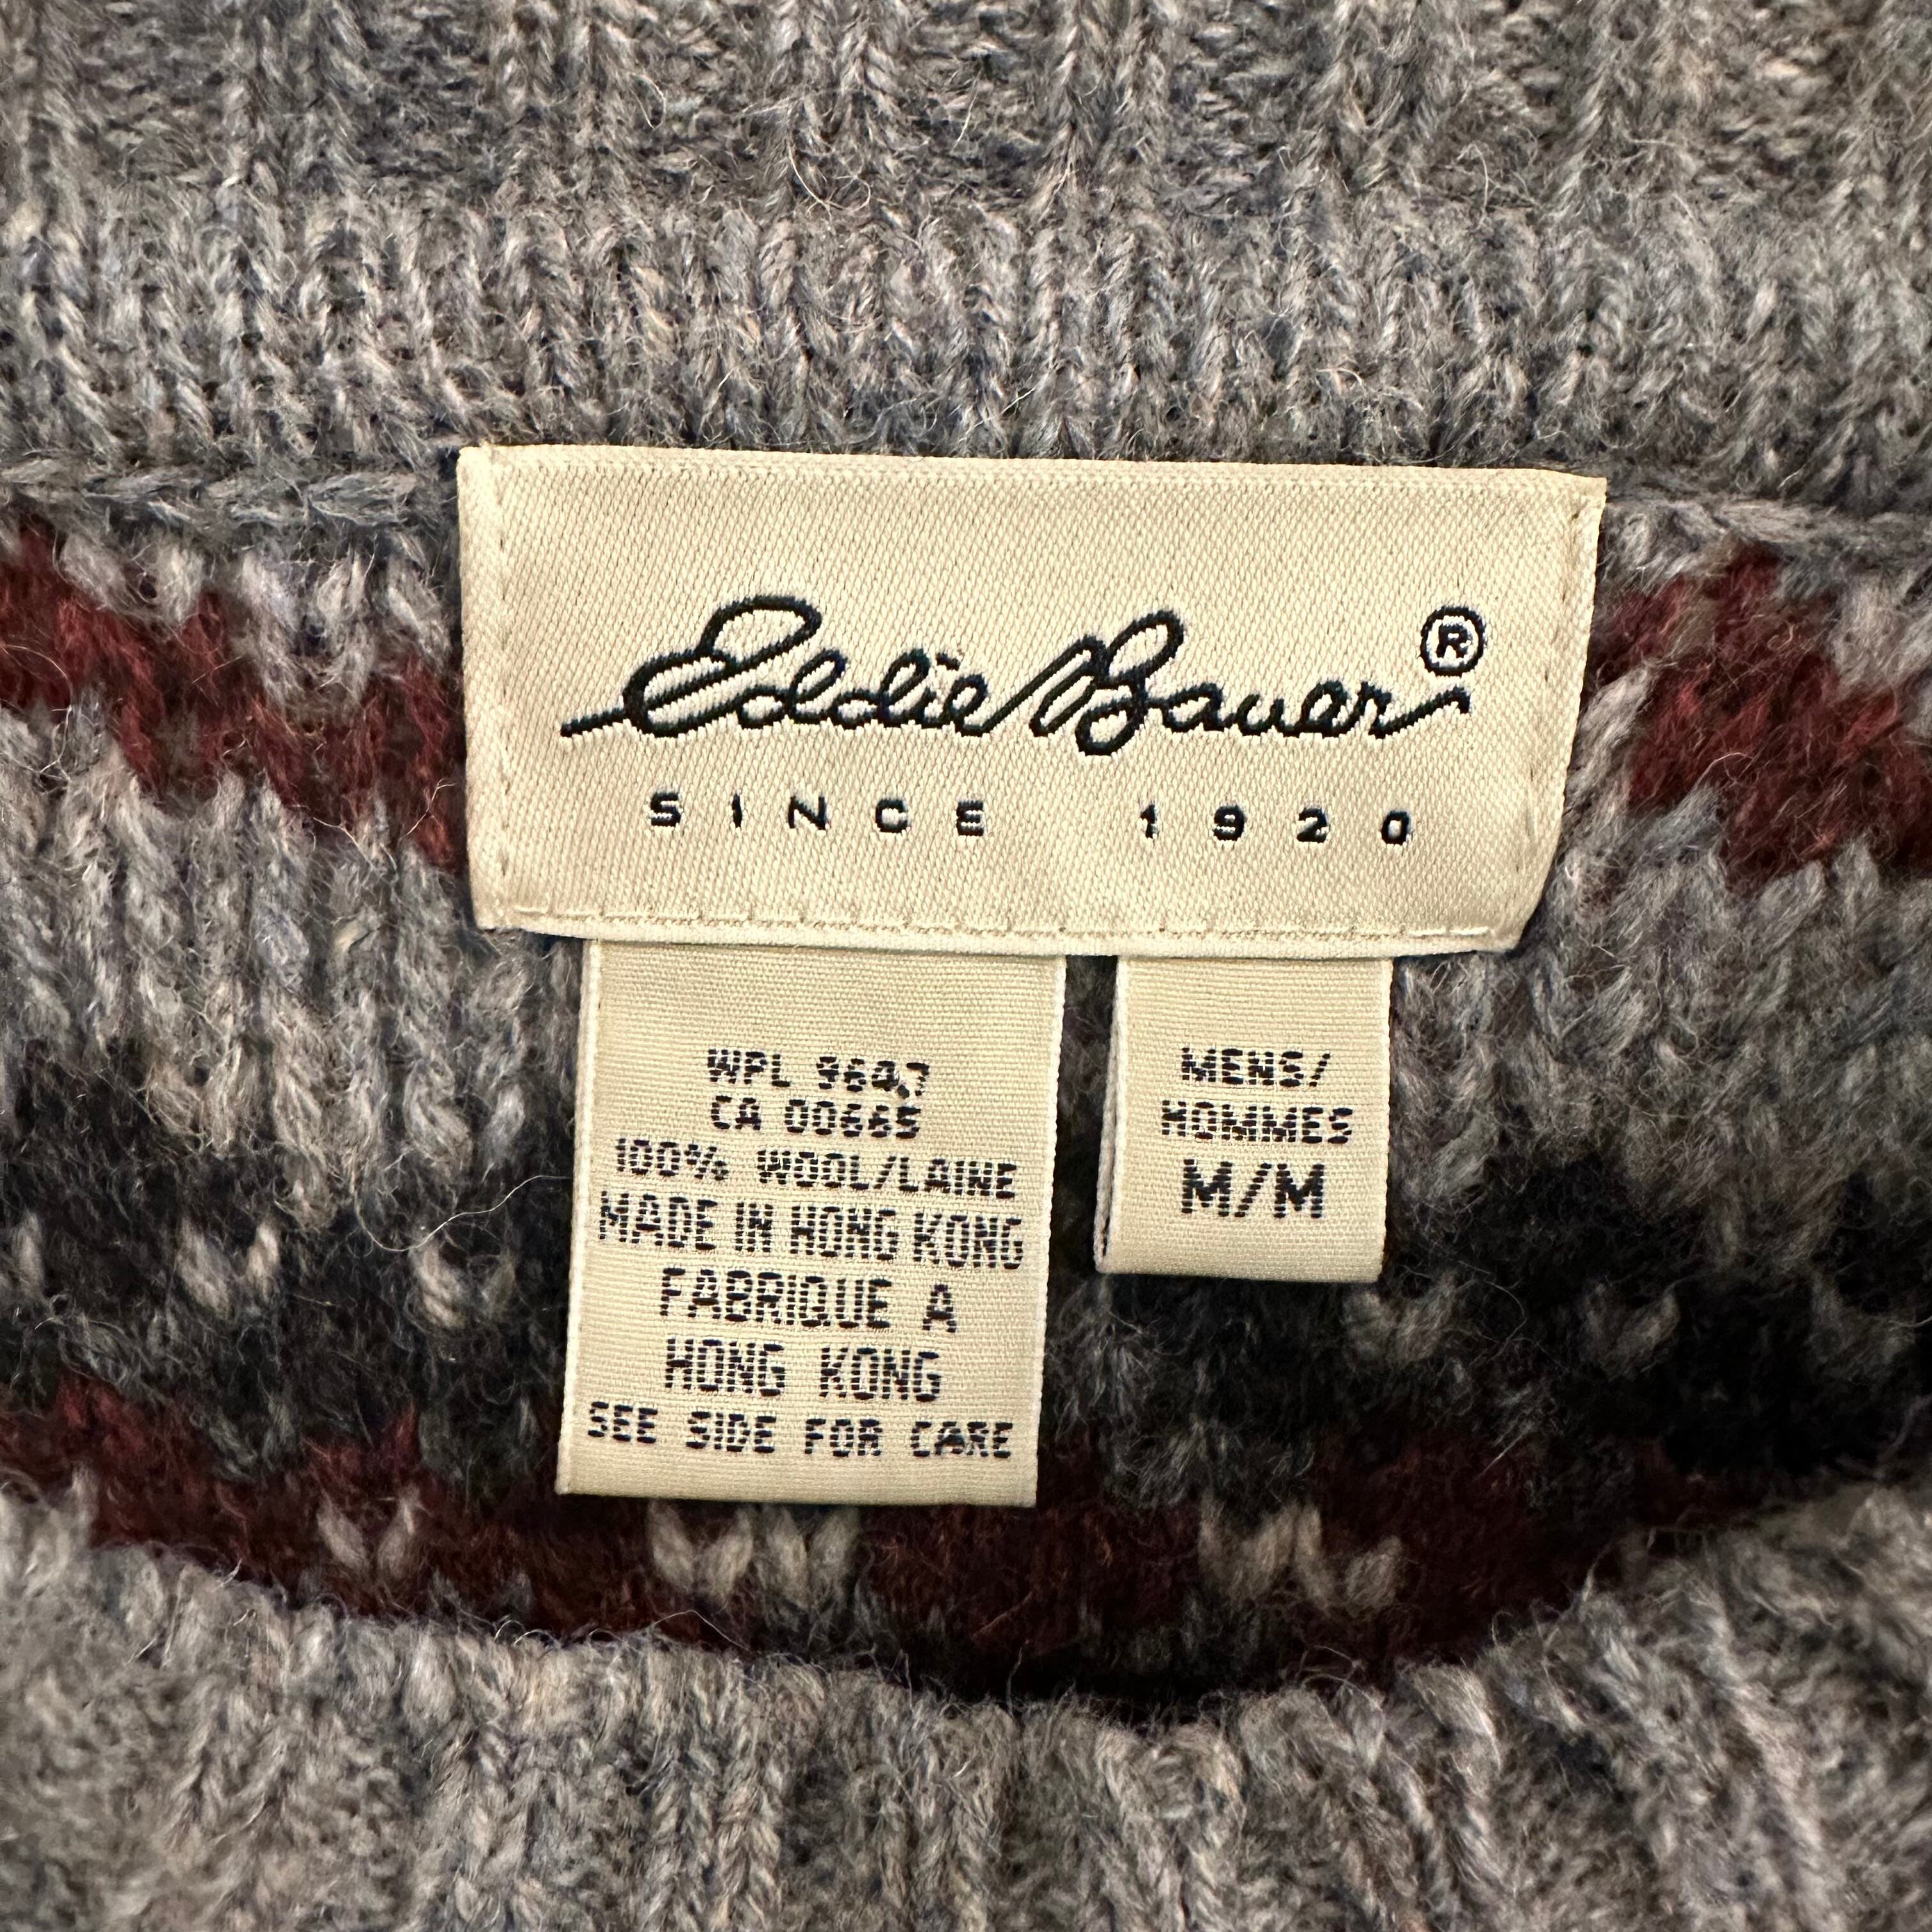 Eddie Bauer®
SINCE 1920
WPL 9647
CA 00665
100% WOOL/LAINE
MADE IN HONG KONG
FABRIQUE A
HONG KONG
SEE SIDE FOR CARE
MENS/
HOMMES
M/M